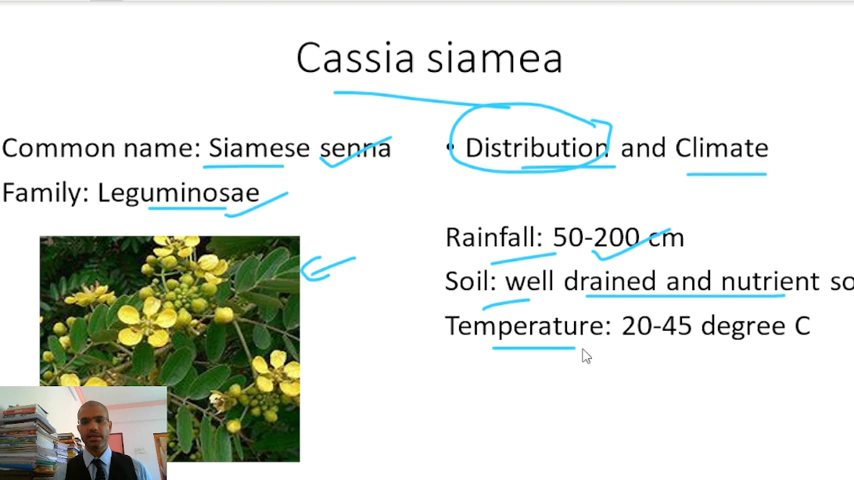 Cassia siamea
Common name: Siamese senna
Family: Leguminosae
• Distribution and Climate
Rainfall: 50-200 cm
Soil: well drained and nutrient so
Temperature: 20-45 degree C